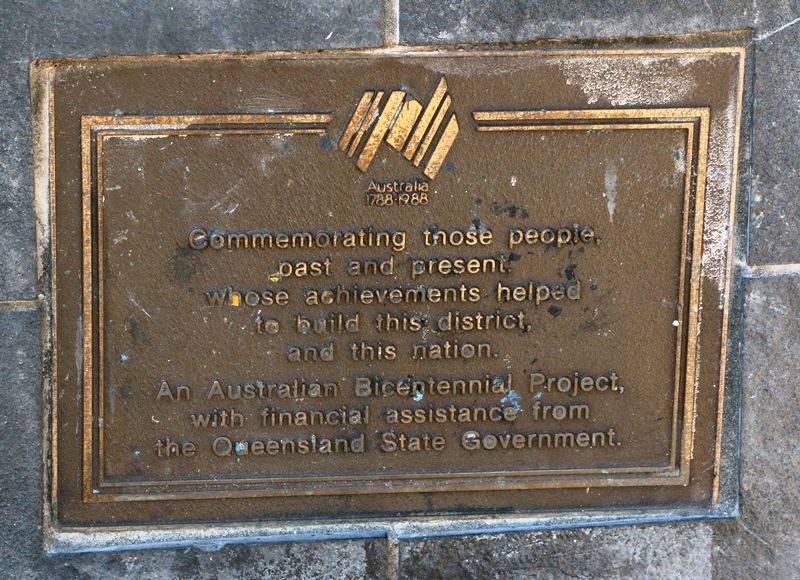 Australia
1788-1988
Commemorating those people,
past and present,
whose achievements helped
to build this district,
and this nation.
An Australian Bicentennial Project,
with financial assistance from
the Queensland State Government.